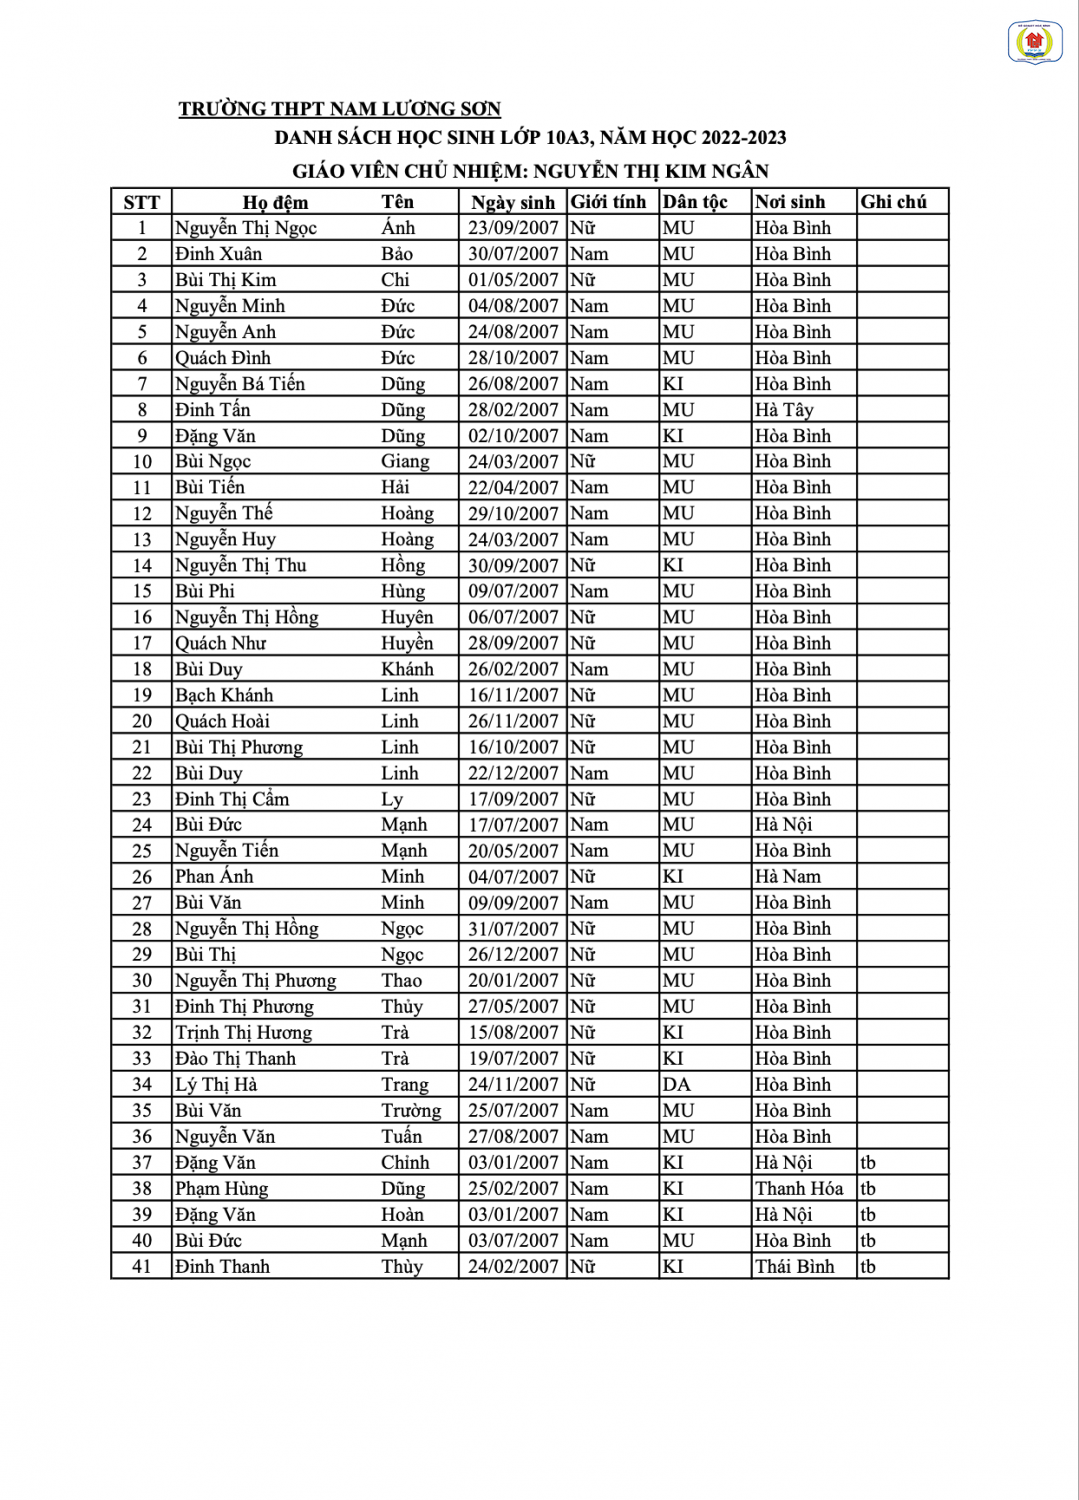 TRƯỜNG THPT NAM LƯƠNG SƠN
DANH SÁCH HỌC SINH LỚP 10A3, NĂM HỌC 2022-2023
GIÁO VIÊN CHỦ NHIỆM: NGUYỄN THỊ KIM NGÂN
STT Họ đệm Tên Ngày sinh Giới tính Dân tộc Nơi sinh Ghi chú
1 Nguyễn Thị Ngọc Ánh 23/09/2007 Nữ MU Hòa Bình
2 Đinh Xuân Bảo 30/07/2007 Nam MU Hòa Bình
3 Bùi Thị Kim Chi 01/05/2007 Nữ MU Hòa Bình
4 Nguyễn Minh Đức 04/08/2007 Nam MU Hòa Bình
5 Nguyễn Anh Đức 24/08/2007 Nam MU Hòa Bình
6 Quách Đình Đức 28/10/2007 Nam MU Hòa Bình
7 Nguyễn Bá Tiến Dũng 26/08/2007 Nam KI Hòa Bình
8 Đinh Tấn Dũng 28/02/2007 Nam MU Hà Tây
9 Đặng Văn Dũng 02/10/2007 Nam KI Hòa Bình
10 Bùi Ngọc Giang 24/03/2007 Nữ MU Hòa Bình
11 Bùi Tiến Hải 22/04/2007 Nam MU Hòa Bình
12 Nguyễn Thế Hoàng 29/10/2007 Nam MU Hòa Bình
13 Nguyễn Huy Hoàng 24/03/2007 Nam MU Hòa Bình
14 Nguyễn Thị Thu Hồng 30/09/2007 Nữ KI Hòa Bình
15 Bùi Phi Hùng 09/07/2007 Nam MU Hòa Bình
16 Nguyễn Thị Hồng Huyên 06/07/2007 Nữ MU Hòa Bình
17 Quách Như Huyền 28/09/2007 Nữ MU Hòa Bình
18 Bùi Duy Khánh 26/02/2007 Nam MU Hòa Bình
19 Bạch Khánh Linh 16/11/2007 Nữ MU Hòa Bình
20 Quách Hoài Linh 26/11/2007 Nữ MU Hòa Bình
21 Bùi Thị Phương Linh 16/10/2007 Nữ MU Hòa Bình
22 Bùi Duy Linh 22/12/2007 Nam MU Hòa Bình
23 Đinh Thị Cẩm Ly 17/09/2007 Nữ MU Hòa Bình
24 Bùi Đức Mạnh 17/07/2007 Nam MU Hà Nội
25 Nguyễn Tiến Mạnh 20/05/2007 Nam MU Hòa Bình
26 Phan Ánh Minh 04/07/2007 Nữ KI Hà Nam
27 Bùi Văn Minh 09/09/2007 Nam MU Hòa Bình
28 Nguyễn Thị Hồng Ngọc 31/07/2007 Nữ MU Hòa Bình
29 Bùi Thị Ngọc 26/12/2007 Nữ MU Hòa Bình
30 Nguyễn Thị Phương Thao 20/01/2007 Nữ MU Hòa Bình
31 Đinh Thị Phương Thủy 27/05/2007 Nữ MU Hòa Bình
32 Trịnh Thị Hương Trà 15/08/2007 Nữ KI Hòa Bình
33 Đào Thị Thanh Trà 19/07/2007 Nữ KI Hòa Bình
34 Lý Thị Hà Trang 24/11/2007 Nữ DA Hòa Bình
35 Bùi Văn Trường 25/07/2007 Nam MU Hòa Bình
36 Nguyễn Văn Tuấn 27/08/2007 Nam MU Hòa Bình
37 Đặng Văn Chỉnh 03/01/2007 Nam KI Hà Nội tb
38 Phạm Hùng Dũng 25/02/2007 Nam KI Thanh Hóa tb
39 Đặng Văn Hoàn 03/01/2007 Nam KI Hà Nội tb
40 Bùi Đức Mạnh 03/07/2007 Nam MU Hòa Bình tb
41 Đinh Thanh Thùy 24/02/2007 Nữ KI Thái Bình tb